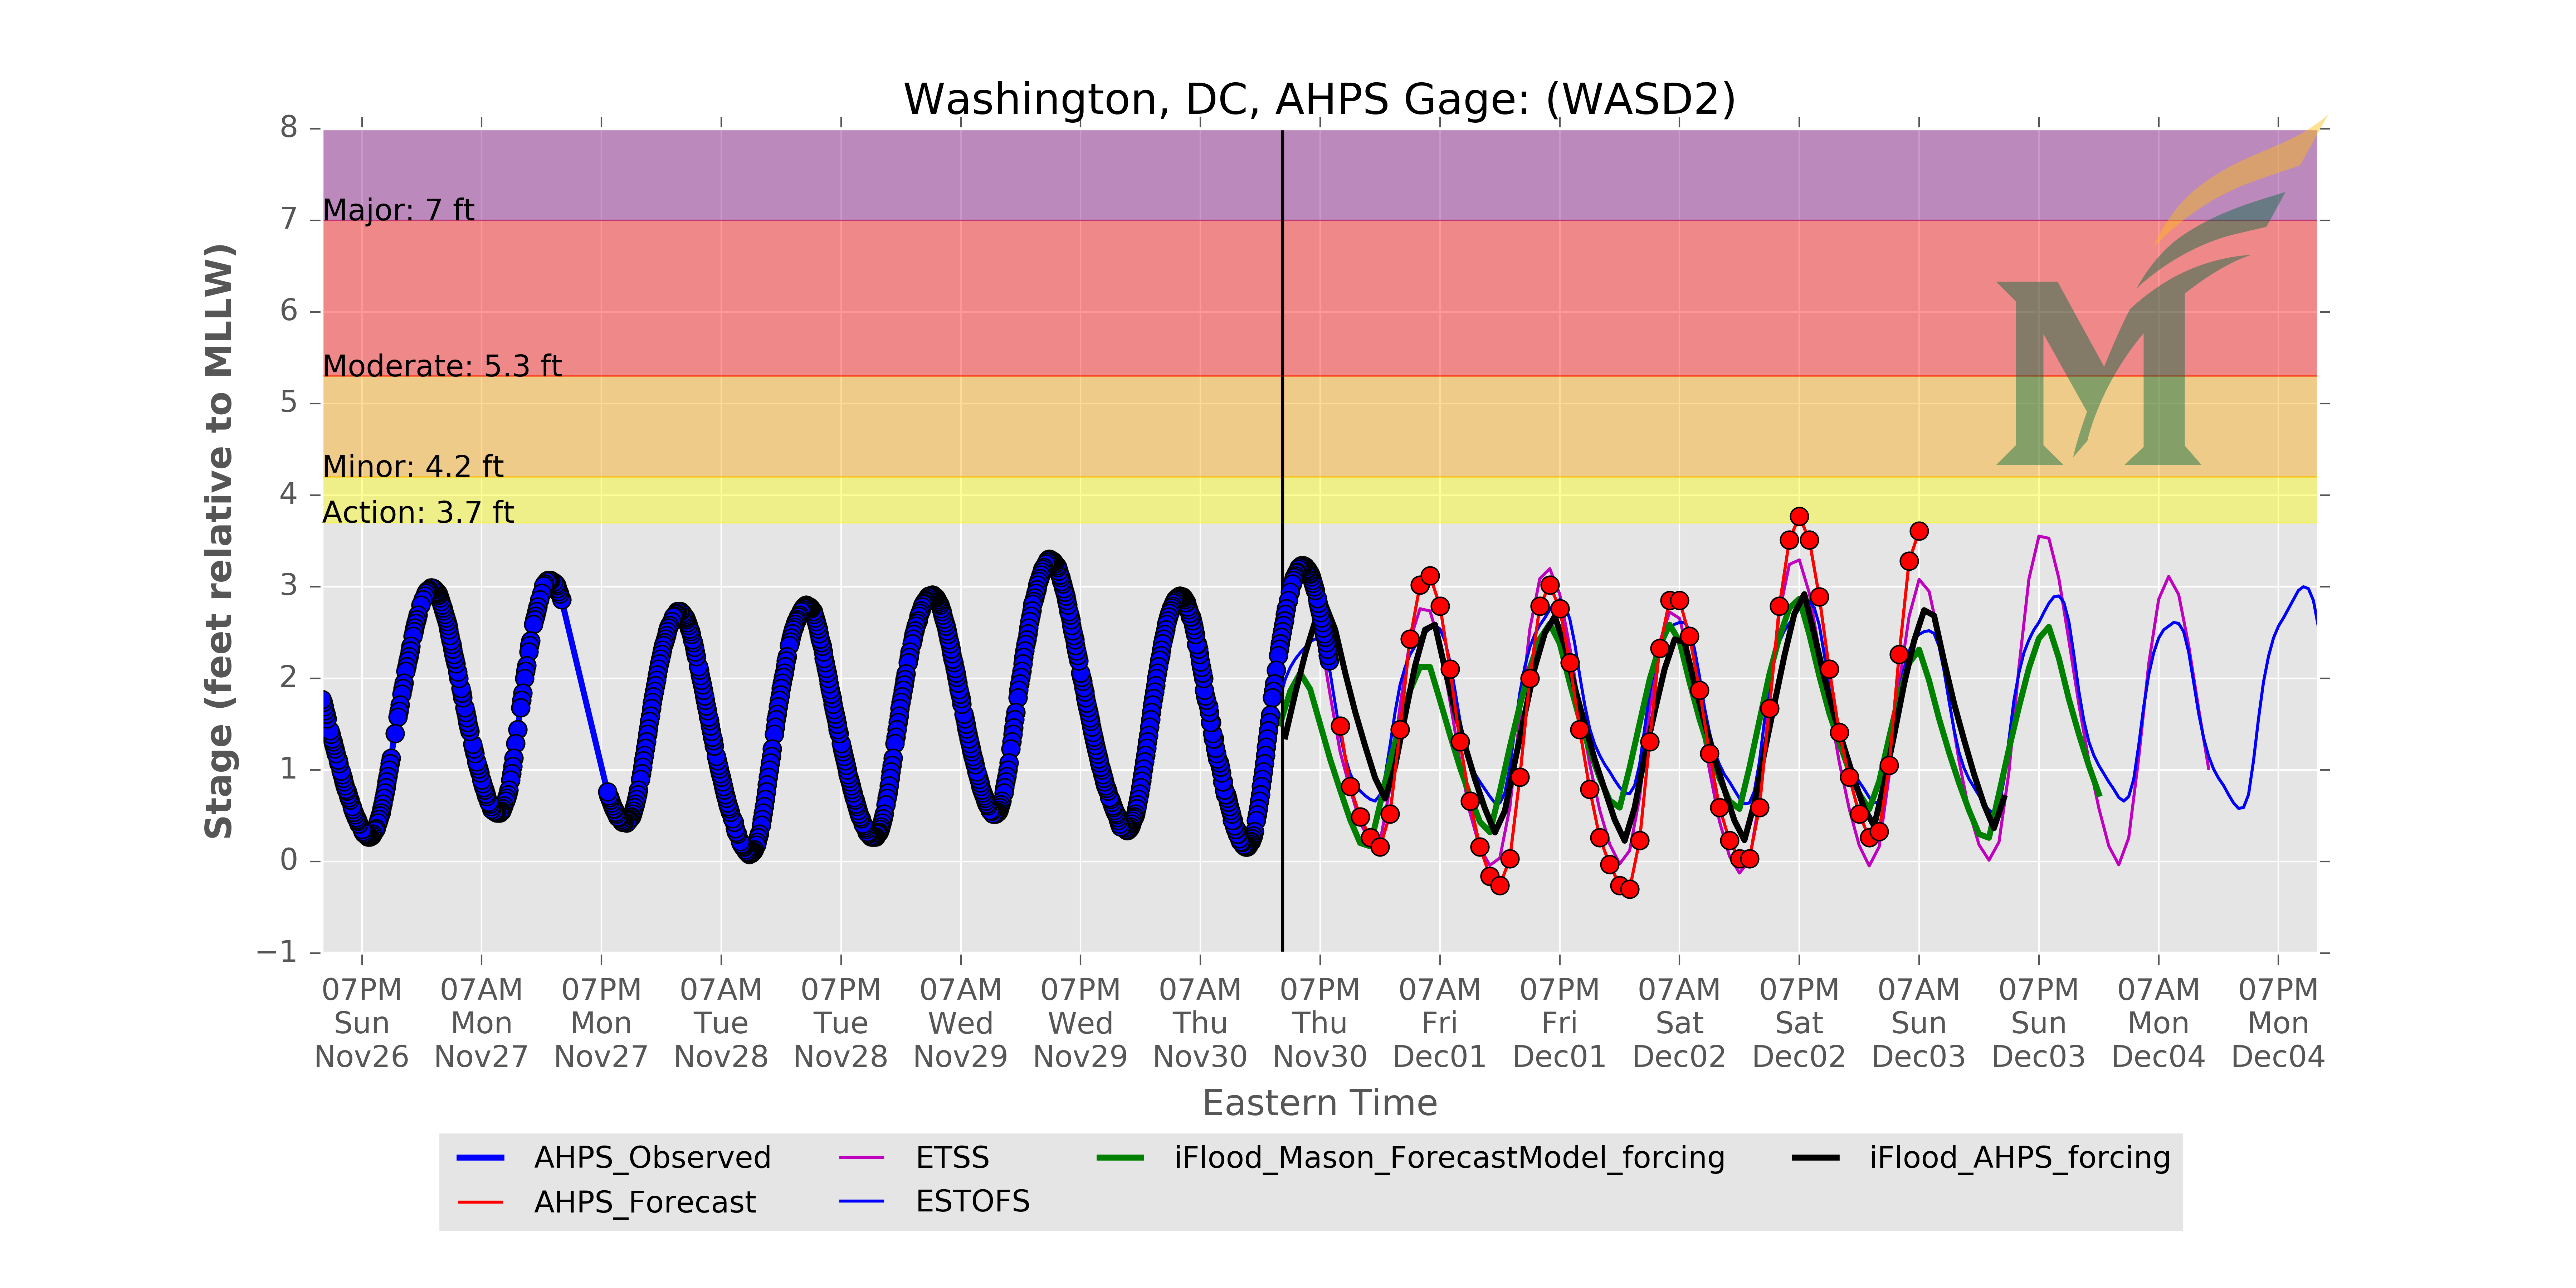 Washington, DC, AHPS Gage: (WASD2)
8
7
6
5
4
3
2
1
0
−1
Stage (feet relative to MLLW)
Major: 7 ft
Moderate: 5.3 ft
Minor: 4.2 ft
Action: 3.7 ft
M
07PM 07AM 07PM 07AM 07PM 07AM 07PM 07AM 07PM 07AM 07PM 07AM 07PM 07AM 07PM 07AM 07PM
Sun Mon Mon Tue Tue Wed Wed Thu Thu Fri Fri Sat Sat Sun Sun Mon Mon
Nov26 Nov27 Nov27 Nov28 Nov28 Nov29 Nov29 Nov30 Nov30 Dec01 Dec01 Dec02 Dec02 Dec03 Dec03 Dec04 Dec04
Eastern Time
AHPS_Observed ETSS iFlood_Mason_ForecastModel_forcing iFlood_AHPS_forcing
AHPS_Forecast ESTOFS